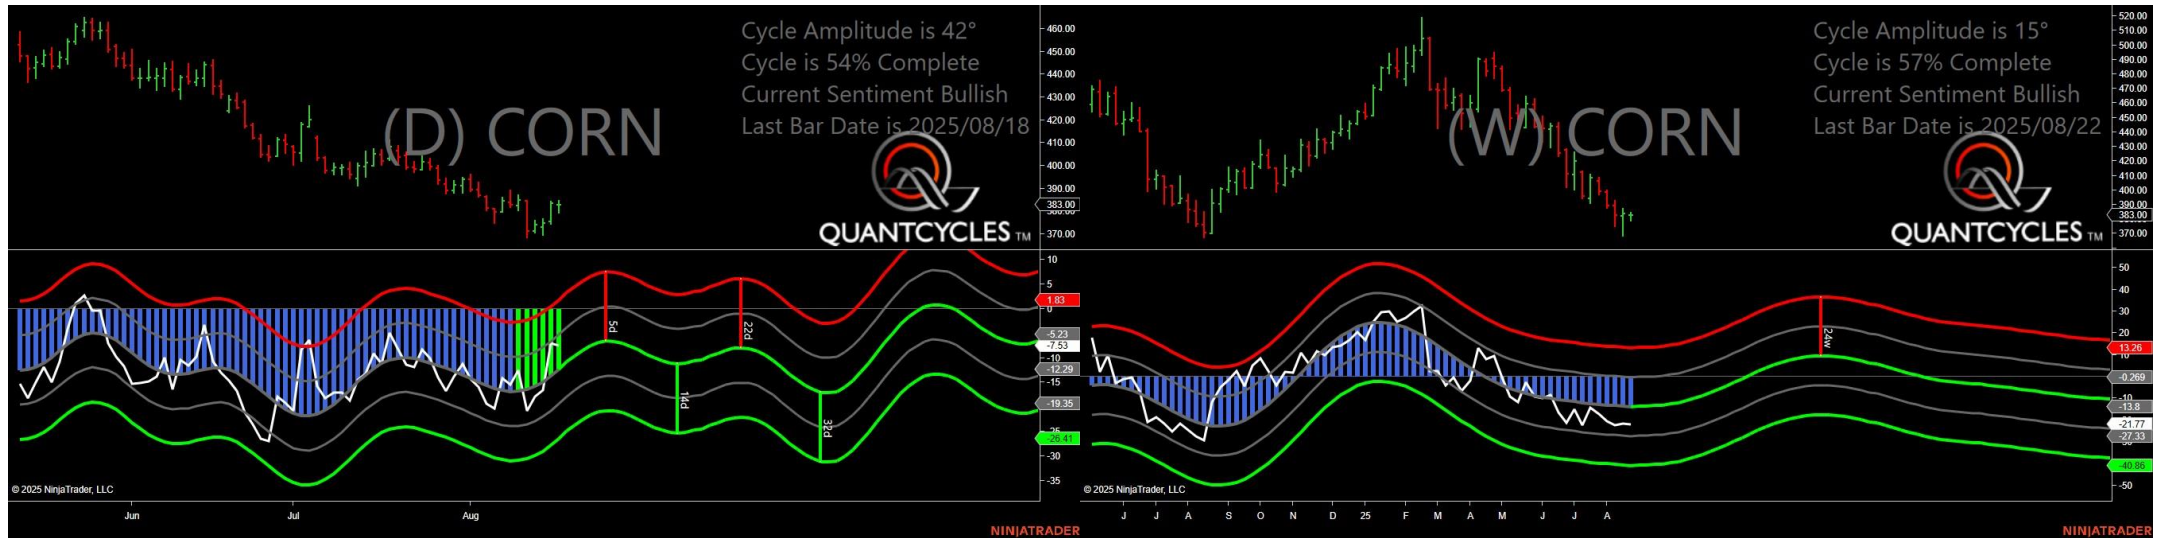 Cycle Amplitude is 42°
Cycle is 54% Complete
Current Sentiment Bullish
Last Bar Date is 2025/08/18
(D) CORN
QUANTCYCLES TM
460.00
450.00
440.00
430.00
420.00
410.00
400.00
390.00
383.00
380.00
370.00
10
5
1.83
0
-5.23
-7.53
-10
-12.29
-15
-19.35
-25
-26.41
-30
-35
5d
14d
22d
32d
© 2025 NinjaTrader, LLC
Jun
Jul
Aug
NINJATRADER
Cycle Amplitude is 15°
Cycle is 57% Complete
Current Sentiment Bullish
Last Bar Date is 2025/08/22
(W) CORN
QUANTCYCLES TM
520.00
510.00
500.00
490.00
480.00
470.00
460.00
450.00
440.00
430.00
420.00
410.00
400.00
390.00
383.00
370.00
50
40
30
20
13.26
10
-0.269
-10
-13.8
-21.77
-27.33
-40.86
-50
24w
© 2025 NinjaTrader, LLC
J
J
A
S
O
N
D
25
F
M
A
M
J
J
A
NINJATRADER